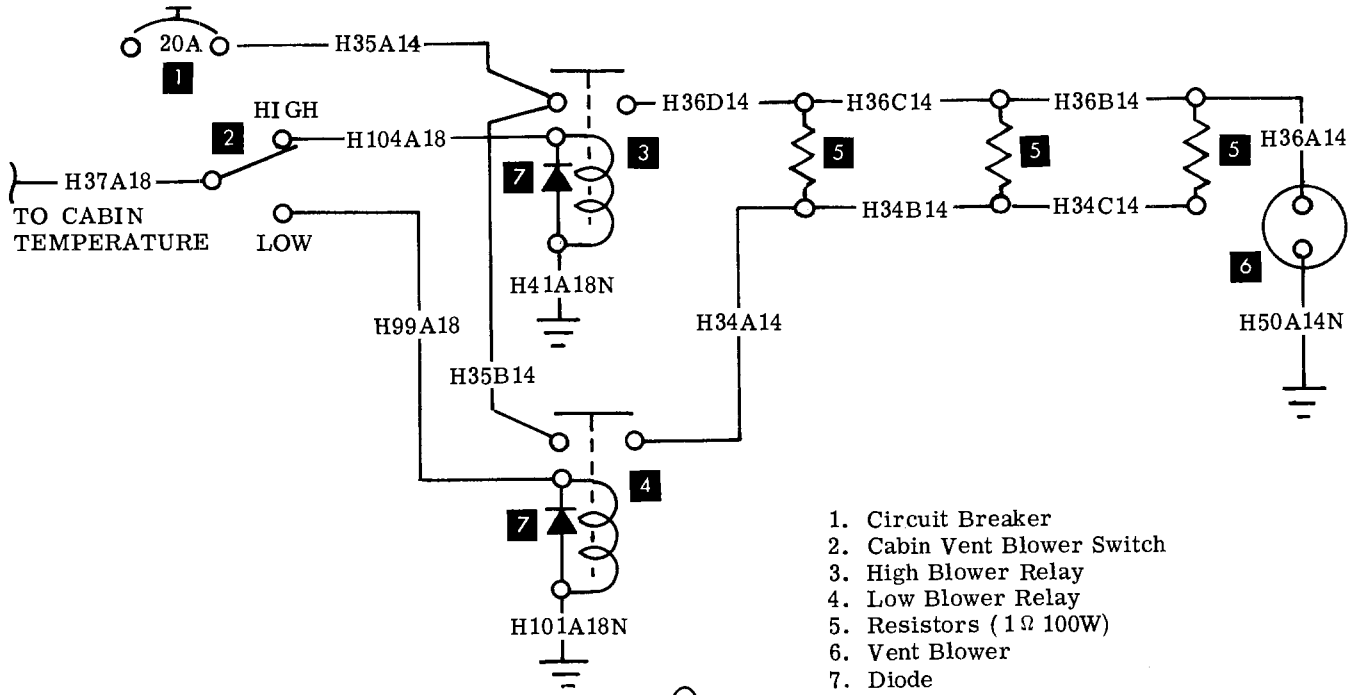 20A
H35A14
1
HIGH
2
H104A18
H37A18
TO CABIN
TEMPERATURE
LOW
7
3
H36D14
H36C14
H36B14
5
5
5
H36A14
H34B14
H34C14
6
H41A18N
H99A18
H34A14
H50A14N
H35B14
4
7
H101A18N
1. Circuit Breaker
2. Cabin Vent Blower Switch
3. High Blower Relay
4. Low Blower Relay
5. Resistors (1Ω 100W)
6. Vent Blower
7. Diode